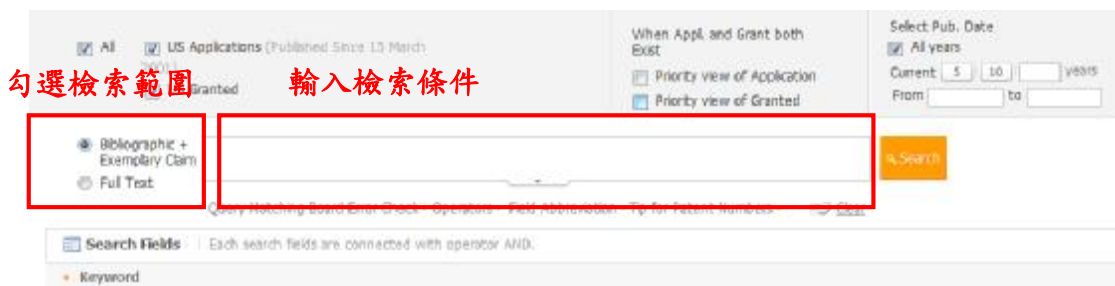 All US Applications (Published Since 15 March 2001)
Granted
When Appl. and Grant both Exist
Priority view of Application
Priority view of Granted
Select Pub. Date
All years
Current 5 10 years
From to
勾選檢索範圍 輸入檢索條件
Bibliographic +
Exemplary Claim
Full Text
Search
Query Matching Board Error Check Operators Field Abbreviation Tip for Patent Numbers Clear
Search Fields Each search fields are connected with operator AND.
Keyword